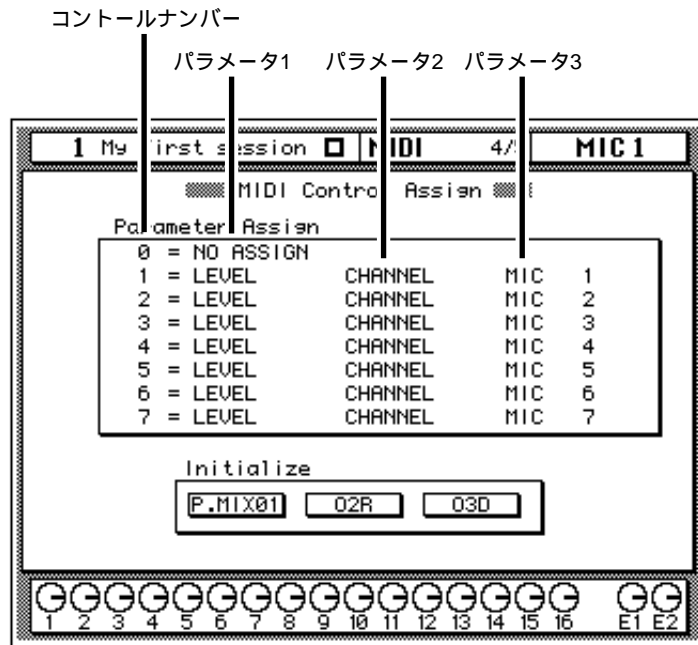 コントールナンバー
パラメータ1 パラメータ2 パラメータ3
1 My First session MIDI 4/ MIC 1
MIDI Control Assign
Parameter Assign
0 = NO ASSIGN
1 = LEVEL CHANNEL MIC 1
2 = LEVEL CHANNEL MIC 2
3 = LEVEL CHANNEL MIC 3
4 = LEVEL CHANNEL MIC 4
5 = LEVEL CHANNEL MIC 5
6 = LEVEL CHANNEL MIC 6
7 = LEVEL CHANNEL MIC 7
Initialize
P.MIX01 02R 03D
1 2 3 4 5 6 7 8 9 10 11 12 13 14 15 16 E1 E2